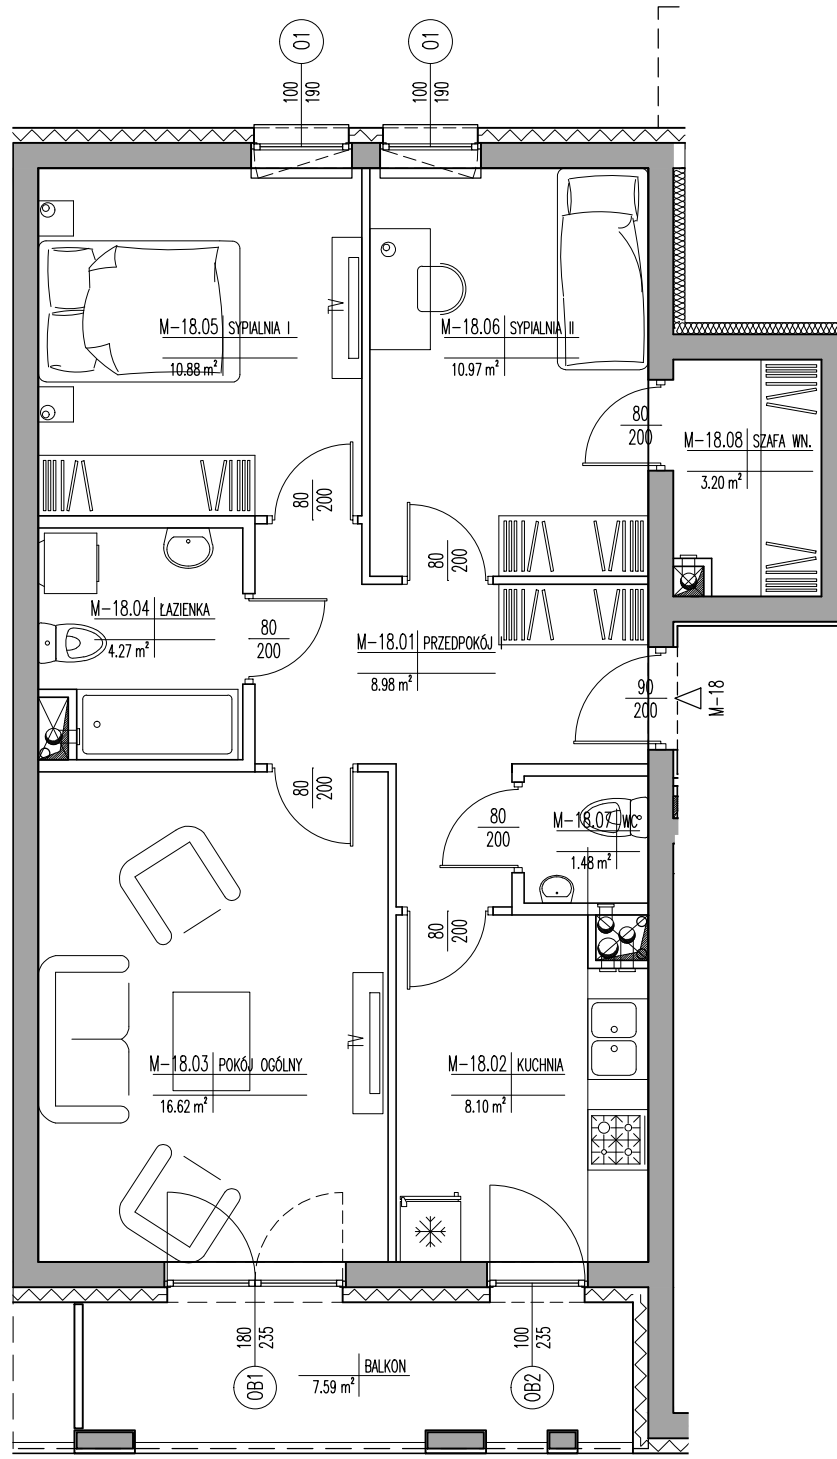 01
01
100
190
100
190
TV
M-18.05 SYPIALNIA I
10.88 m²
M-18.06 SYPIALNIA II
10.97 m²
80
200
M-18.08 SZAFA WN.
3.20 m²
80
200
80
200
M-18.04 ŁAZIENKA
4.27 m²
80
200
M-18.01 PRZEDPOKÓJ I
8.98 m²
90
200
M-18
80
200
80
200
M-18.07 WC
1.48 m²
80
200
TV
M-18.03 POKÓJ OGÓLNY
16.62 m²
M-18.02 KUCHNIA
8.10 m²
180
235
100
235
BALKON
7.59 m²
OB1
OB2